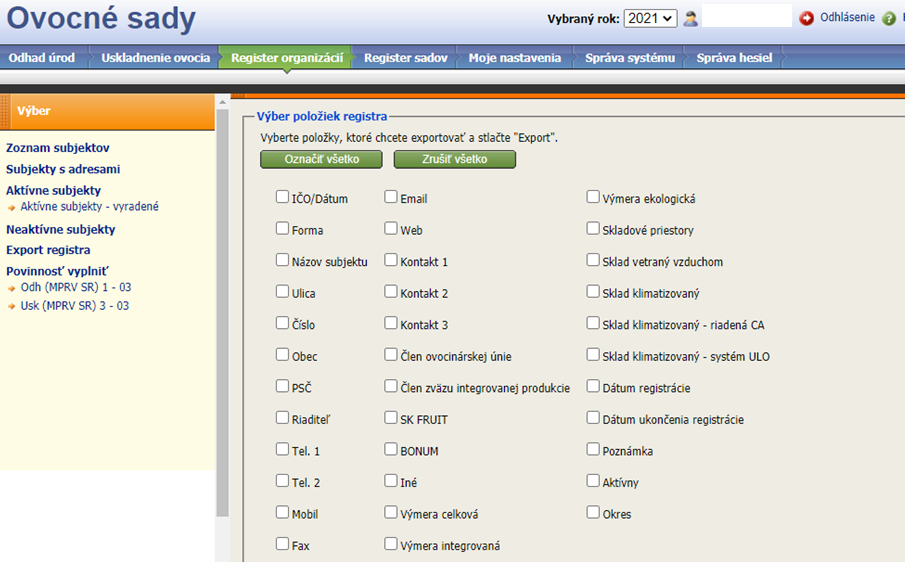 Ovocné sady
Vybraný rok: 2021 Odhlásenie
Odhad úrod Uskladnenie ovocia Register organizácií Register sadov Moje nastavenia Správa systému Správa hesiel
Výber
Zoznam subjektov
Subjekty s adresami
Aktívne subjekty
Aktívne subjekty - vyradené
Neaktívne subjekty
Export registra
Povinnosť vyplniť
Odh (MPRV SR) 1 - 03
Usk (MPRV SR) 3 - 03
Výber položiek registra
Vyberte položky, ktoré chcete exportovať a stlačte "Export".
Označiť všetko Zrušiť všetko
IČO/Dátum Email Výmera ekologická
Forma Web Skladové priestory
Názov subjektu Kontakt 1 Sklad vetraný vzduchom
Ulica Kontakt 2 Sklad klimatizovaný
Číslo Kontakt 3 Sklad klimatizovaný - riadená CA
Obec Člen ovocinárskej únie Sklad klimatizovaný - systém ULO
PSČ Člen zväzu integrovanej produkcie Dátum registrácie
Riaditeľ SK FRUIT Dátum ukončenia registrácie
Tel. 1 BONUM Poznámka
Tel. 2 Iné Aktívny
Mobil Výmera celková Okres
Fax Výmera integrovaná